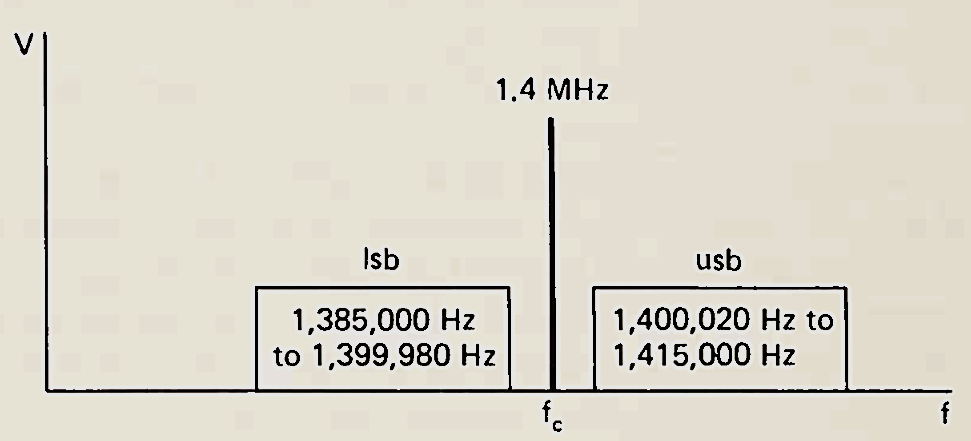 V
1.4 MHz
lsb
usb
1,385,000 Hz
to 1,399,980 Hz
1,400,020 Hz to
1,415,000 Hz
fc
f